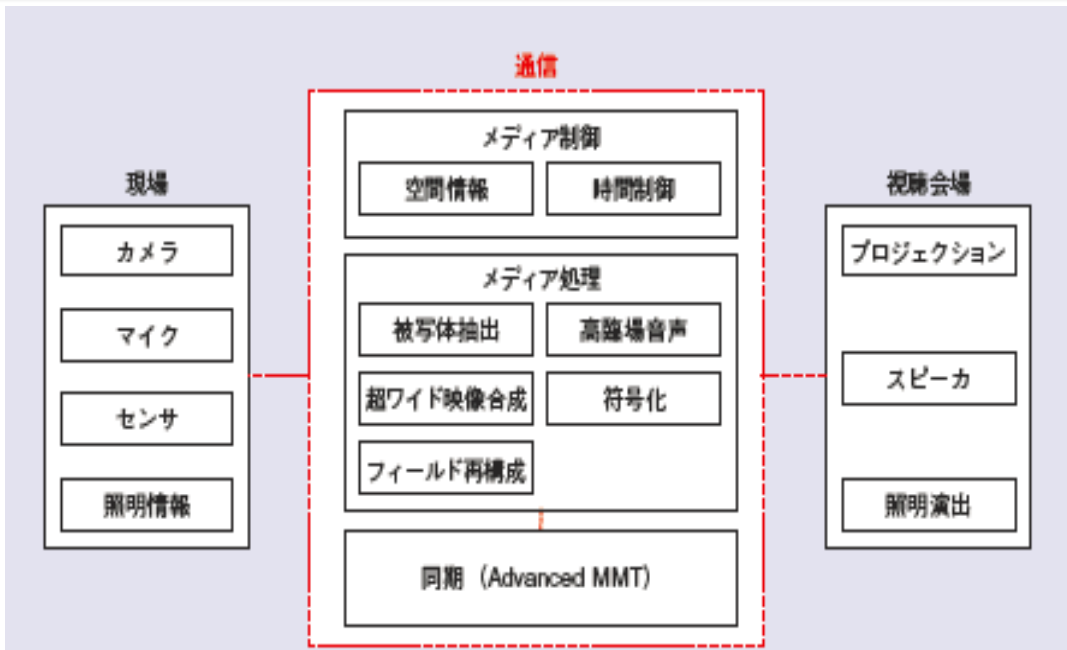 通信
メディア制御
空間情報
時間制御
現場
カメラ
マイク
センサ
照明情報
メディア処理
被写体抽出
高臨場音声
超ワイド映像合成
符号化
フィールド再構成
同期（Advanced MMT）
視聴会場
プロジェクション
スピーカ
照明演出